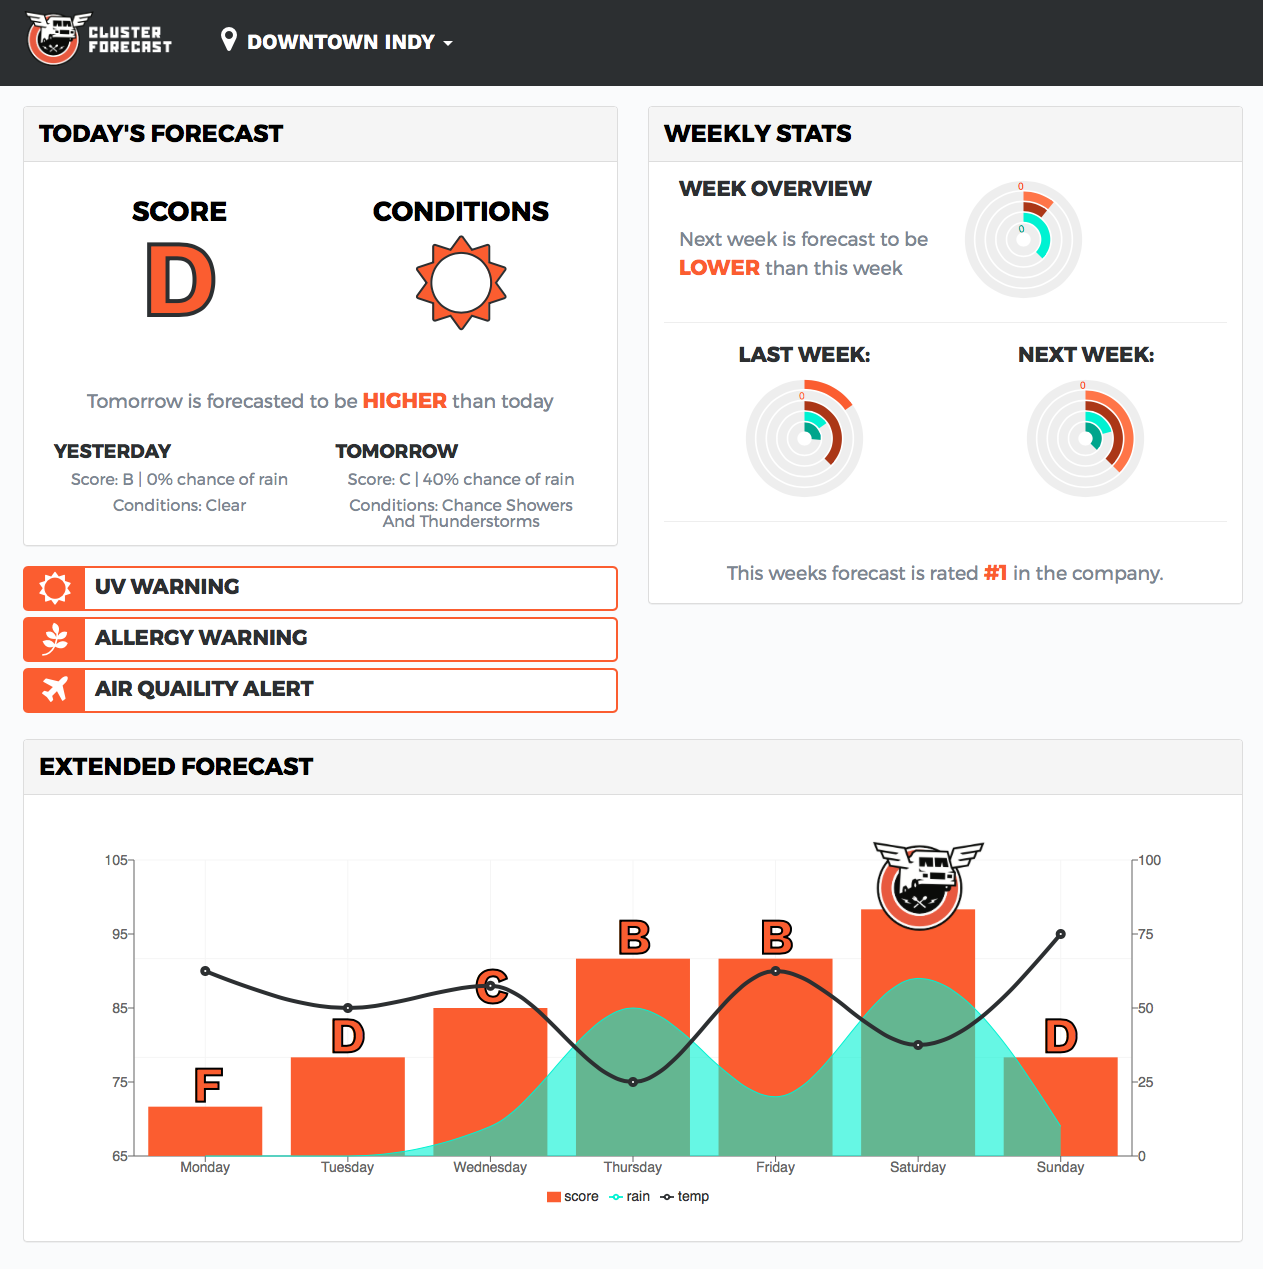 CLUSTER
FORECAST
DOWNTOWN INDY
TODAY'S FORECAST
SCORE
CONDITIONS
D
Tomorrow is forecasted to be HIGHER than today
YESTERDAY
Score: B | 0% chance of rain
Conditions: Clear
TOMORROW
Score: C | 40% chance of rain
Conditions: Chance Showers
And Thunderstorms
UV WARNING
ALLERGY WARNING
AIR QUAILITY ALERT
WEEKLY STATS
WEEK OVERVIEW
Next week is forecast to be
LOWER than this week
0
0
LAST WEEK:
0
NEXT WEEK:
0
This weeks forecast is rated #1 in the company.
EXTENDED FORECAST
105
95
85
75
65
100
75
50
25
0
F
D
C
B
B
D
Monday
Tuesday
Wednesday
Thursday
Friday
Saturday
Sunday
score
rain
temp